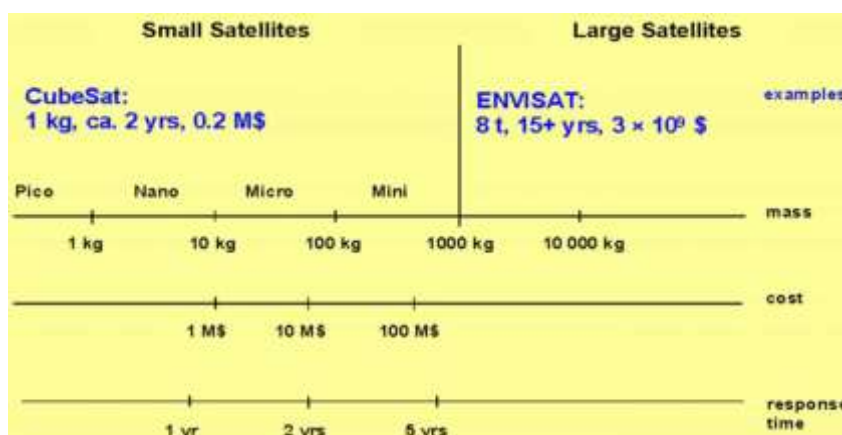 Small Satellites Large Satellites
CubeSat:
1 kg, ca. 2 yrs, 0.2 M$
ENVISAT:
8 t, 15+ yrs, 3 × 10⁹ $
examples
Pico Nano Micro Mini
mass
1 kg 10 kg 100 kg 1000 kg 10 000 kg
cost
1 M$ 10 M$ 100 M$
response
time
1 yr 2 yrs 5 yrs